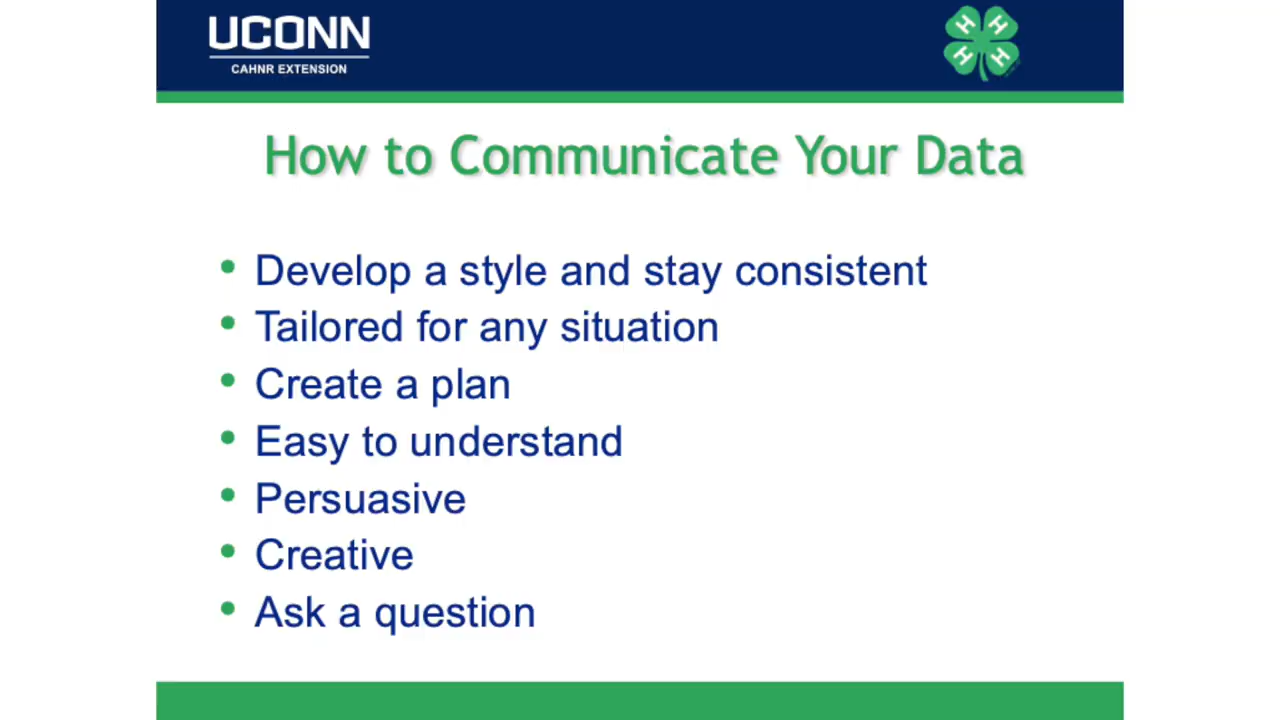 UCONN
CAHNR EXTENSION
H H
H H
How to Communicate Your Data
• Develop a style and stay consistent
• Tailored for any situation
• Create a plan
• Easy to understand
• Persuasive
• Creative
• Ask a question